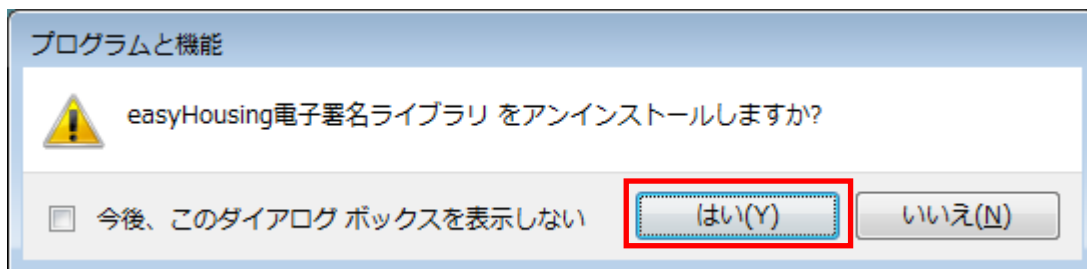 プログラムと機能
easyHousing電子署名ライブラリ をアンインストールしますか?
今後、このダイアログ ボックスを表示しない
はい(Y)
いいえ(N)